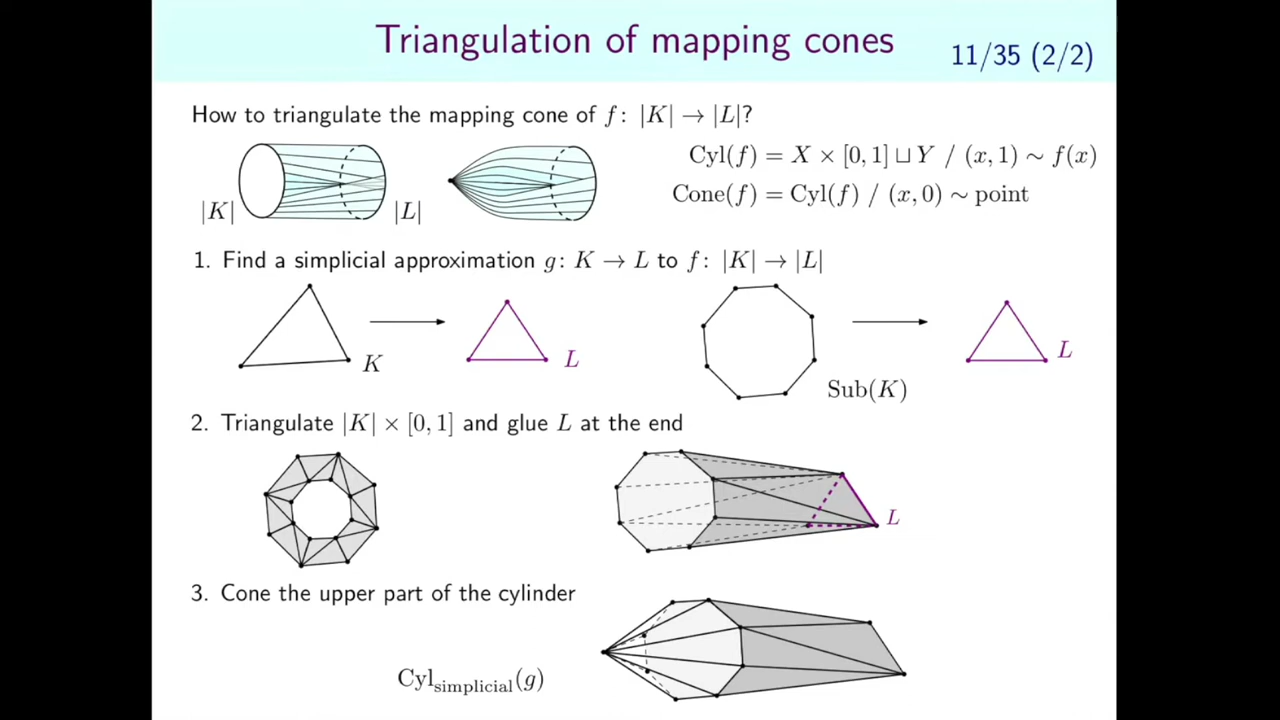 Triangulation of mapping cones
11/35 (2/2)
How to triangulate the mapping cone of f: |K| → |L|?
Cyl(f) = X × [0, 1] ⊔ Y / (x, 1) ∼ f(x)
Cone(f) = Cyl(f) / (x, 0) ∼ point
|K|
|L|
1. Find a simplicial approximation g: K → L to f: |K| → |L|
K
L
Sub(K)
L
2. Triangulate |K| × [0, 1] and glue L at the end
L
3. Cone the upper part of the cylinder
Cyl_simplicial(g)